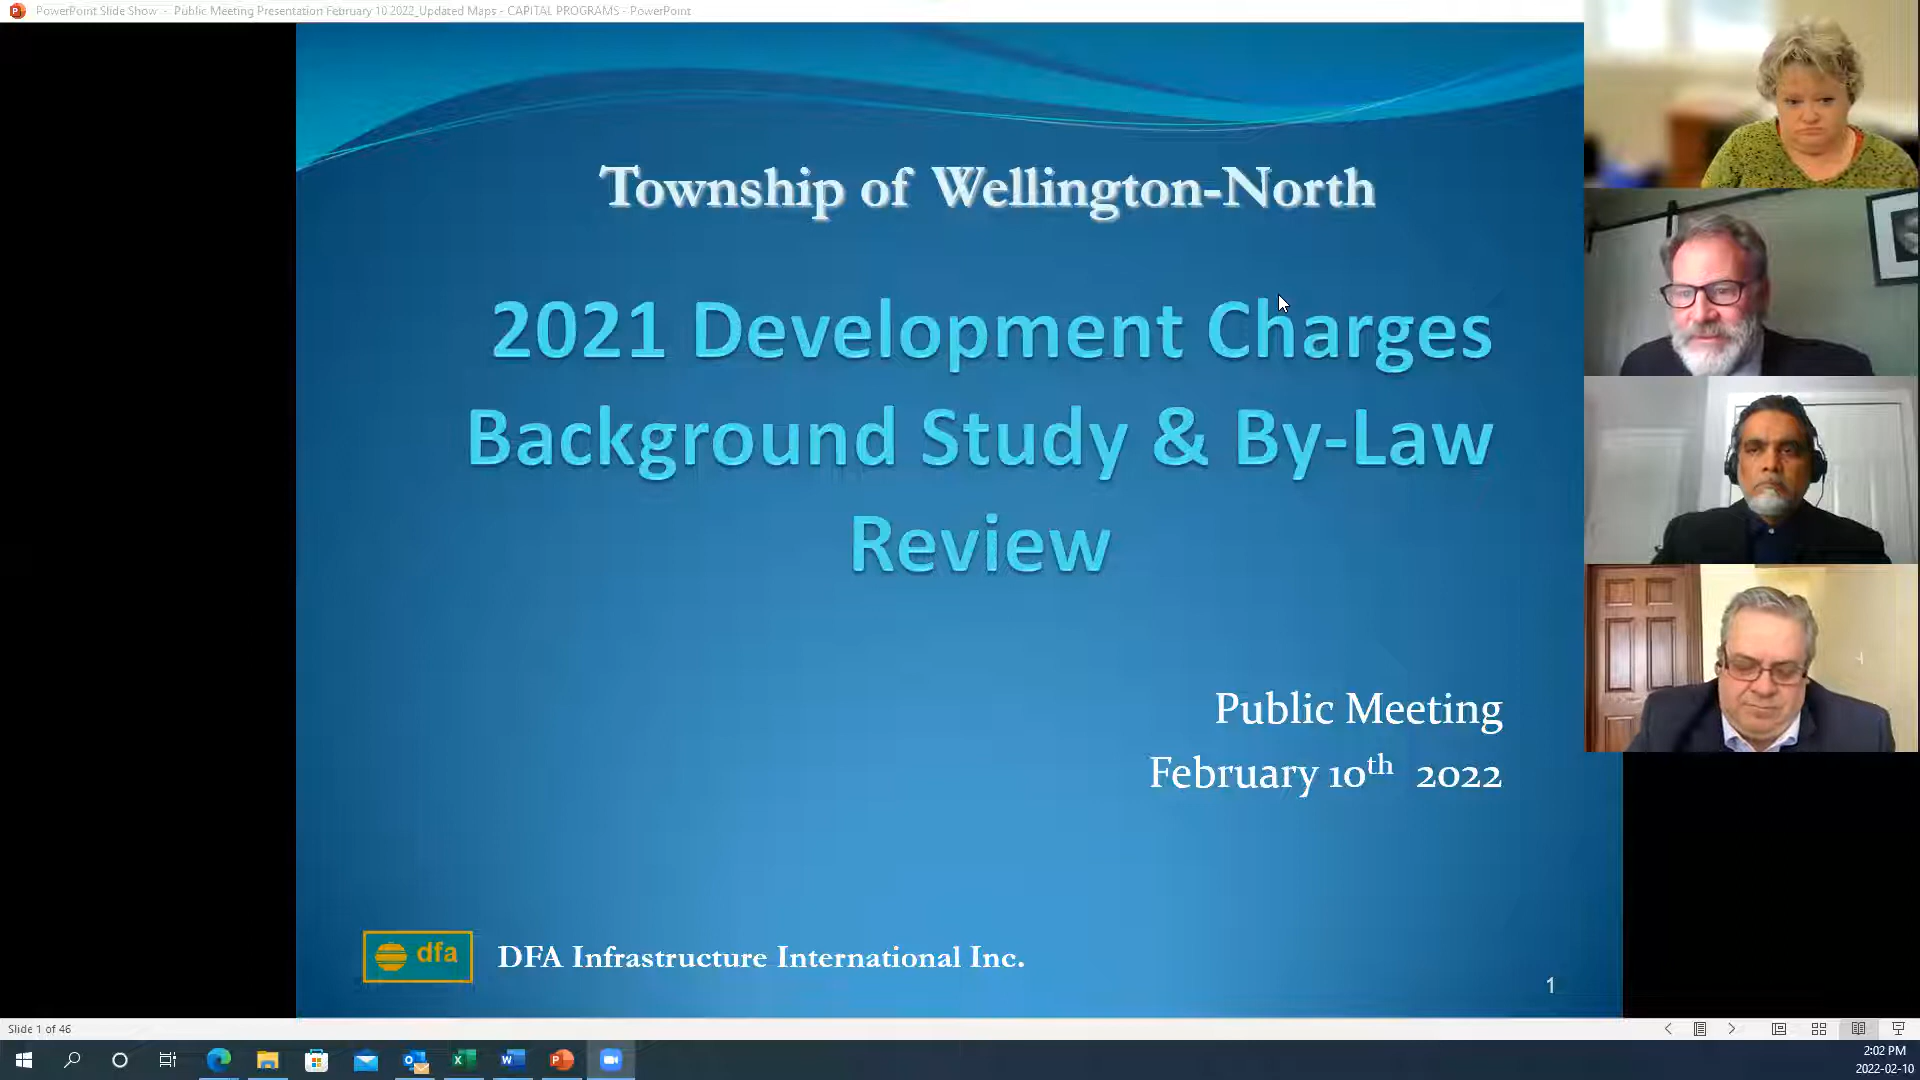 PowerPoint Slide Show - Public Meeting Presentation February 10 2022_Updated Maps - CAPITAL PROGRAMS - PowerPoint
Township of Wellington-North
2021 Development Charges
Background Study & By-Law
Review
Public Meeting
February 10th 2022
dfa
DFA Infrastructure International Inc.
1
Slide 1 of 46
2:02 PM
2022-02-10